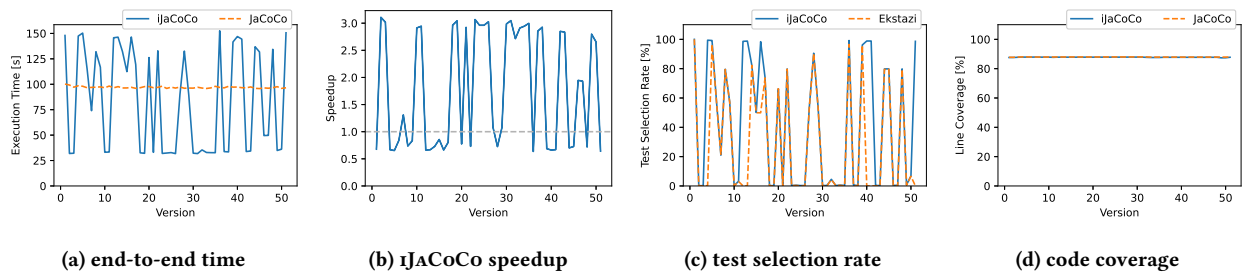 iJaCoCo JaCoCo
Execution Time [s]
150
125
100
75
50
25
0
0 10 20 30 40 50
Version
(a) end-to-end time
Speedup
3.0
2.5
2.0
1.5
1.0
0.5
0.0
0 10 20 30 40 50
Version
(b) iJaCoCo speedup
iJaCoCo Ekstazi
Test Selection Rate [%]
100
80
60
40
20
0
0 10 20 30 40 50
Version
(c) test selection rate
iJaCoCo JaCoCo
Line Coverage [%]
100
80
60
40
20
0
0 10 20 30 40 50
Version
(d) code coverage